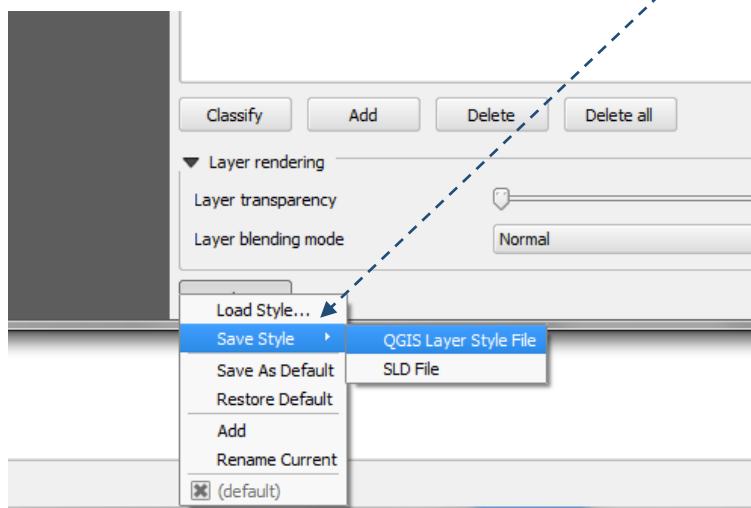 Classify Add Delete Delete all
Layer rendering
Layer transparency
Layer blending mode Normal
Load Style...
Save Style QGIS Layer Style File
Save As Default SLD File
Restore Default
Add
Rename Current
(default)